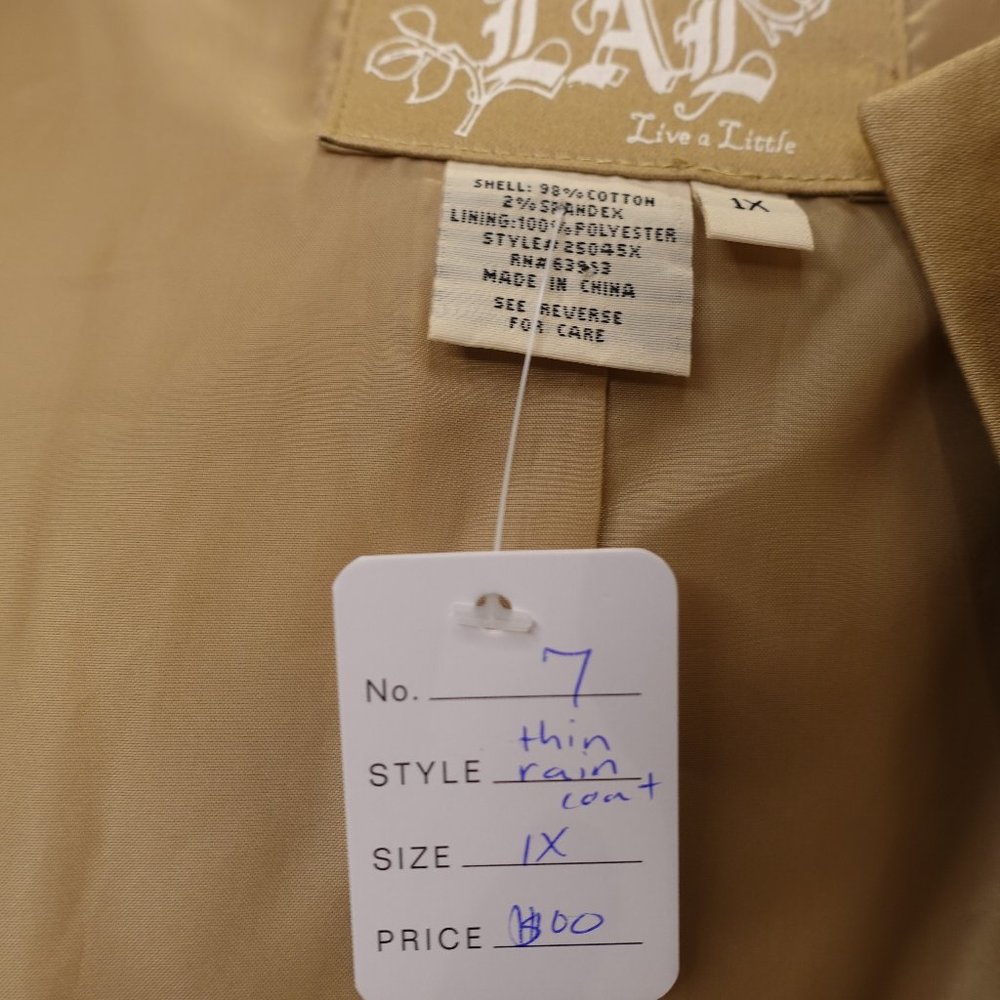 LAL
Live a Little
SHELL: 98% COTTON
2% SPANDEX
LINING:100% POLYESTER
STYLE# 25045X
RN# 63953
MADE IN CHINA
SEE REVERSE
FOR CARE
1X
No. 7
thin
STYLE rain
coat
SIZE 1X
PRICE